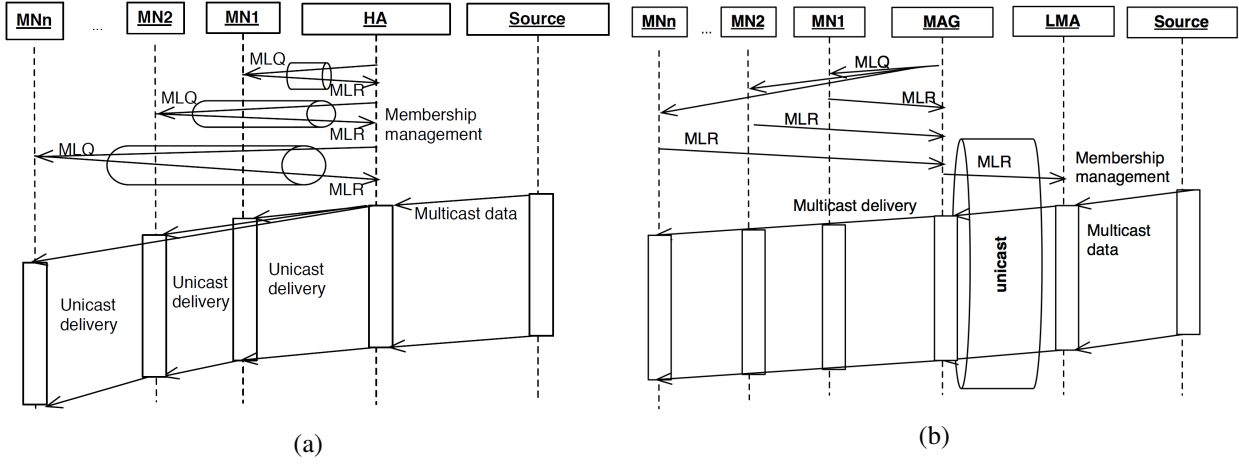 MNn
...
MN2
MN1
HA
Source
MLQ
MLR
MLQ
MLR
Membership
management
MLQ
MLR
Multicast data
Unicast
delivery
Unicast
delivery
Unicast
delivery
(a)
MNn
...
MN2
MN1
MAG
LMA
Source
MLQ
MLR
MLR
MLR
MLR
Membership
management
Multicast delivery
Multicast
data
unicast
(b)